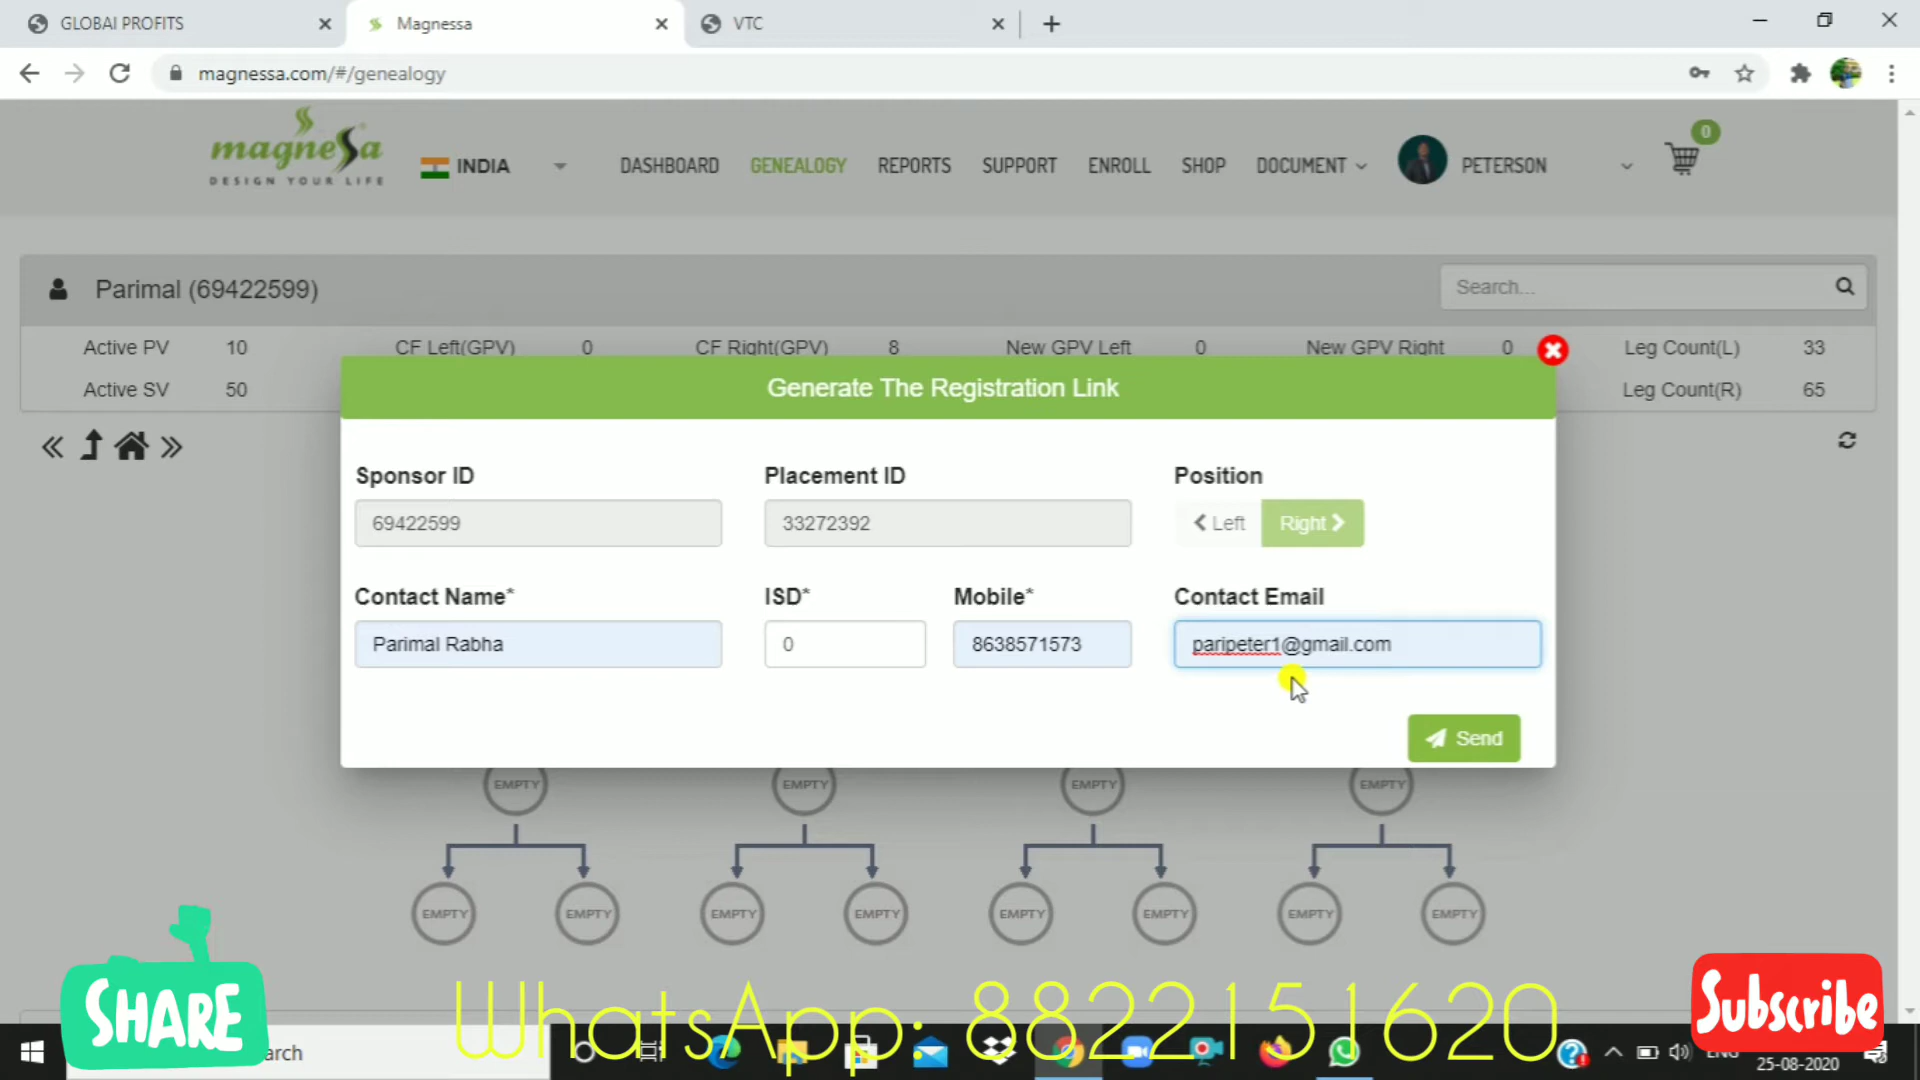 GLOBAI PROFITS
Magnessa
VTC
magnessa.com/#/genealogy
magnessa
DESIGN YOUR LIFE
INDIA
DASHBOARD
GENEALOGY
REPORTS
SUPPORT
ENROLL
SHOP
DOCUMENT
PETERSON
0
Parimal (69422599)
Search...
Active PV 10 CF Left(GPV) 0 CF Right(GPV) 8 New GPV Left 0 New GPV Right 0 Leg Count(L) 33
Active SV 50 Leg Count(R) 65
Generate The Registration Link
Sponsor ID Placement ID Position
69422599 33272392 Left Right
Contact Name* ISD* Mobile* Contact Email
Parimal Rabha 0 8638571573 paripeter1@gmail.com
Send
EMPTY EMPTY EMPTY EMPTY
EMPTY EMPTY EMPTY EMPTY EMPTY EMPTY EMPTY EMPTY
SHARE
WhatsApp: 8822151620
Subscribe
arch
ENG
25-08-2020